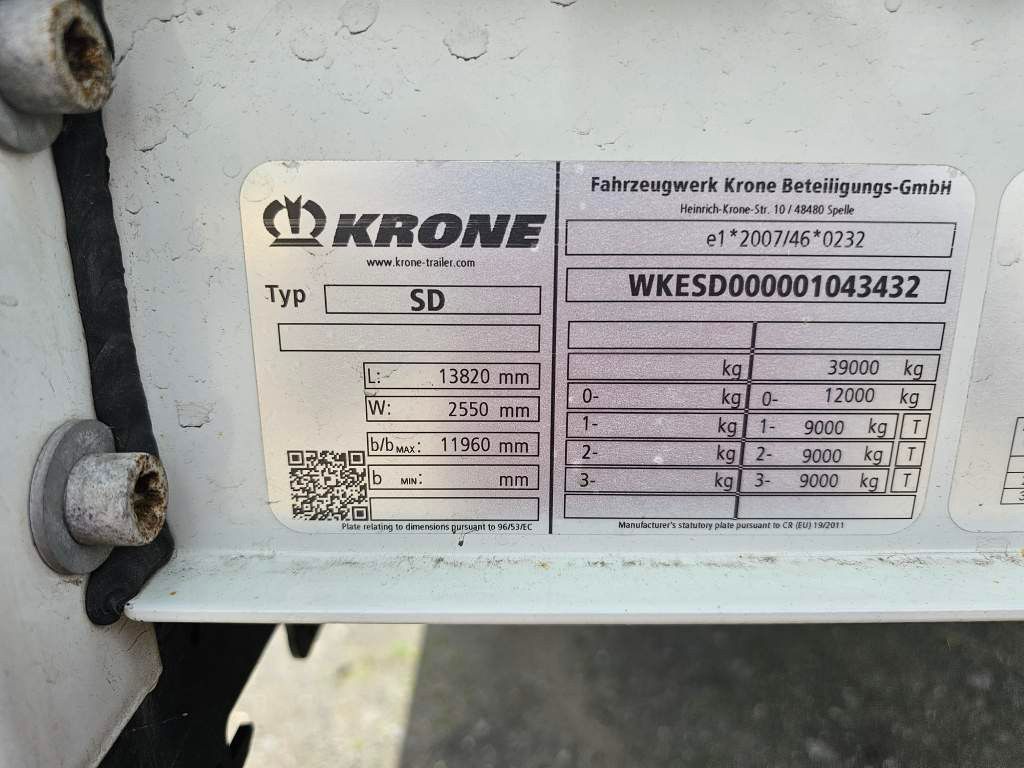 KRONE
www.krone-trailer.com
Typ SD
L: 13820 mm
W: 2550 mm
b/b MAX: 11960 mm
b MIN: mm
Plate relating to dimensions pursuant to 96/53/EC
Fahrzeugwerk Krone Beteiligungs-GmbH
Heinrich-Krone-Str. 10 / 48480 Spelle
e1*2007/46*0232
WKESD000001043432
kg 39000 kg
0- kg 0- 12000 kg
1- kg 1- 9000 kg T
2- kg 2- 9000 kg T
3- kg 3- 9000 kg T
Manufacturer's statutory plate pursuant to CR (EU) 19/2011